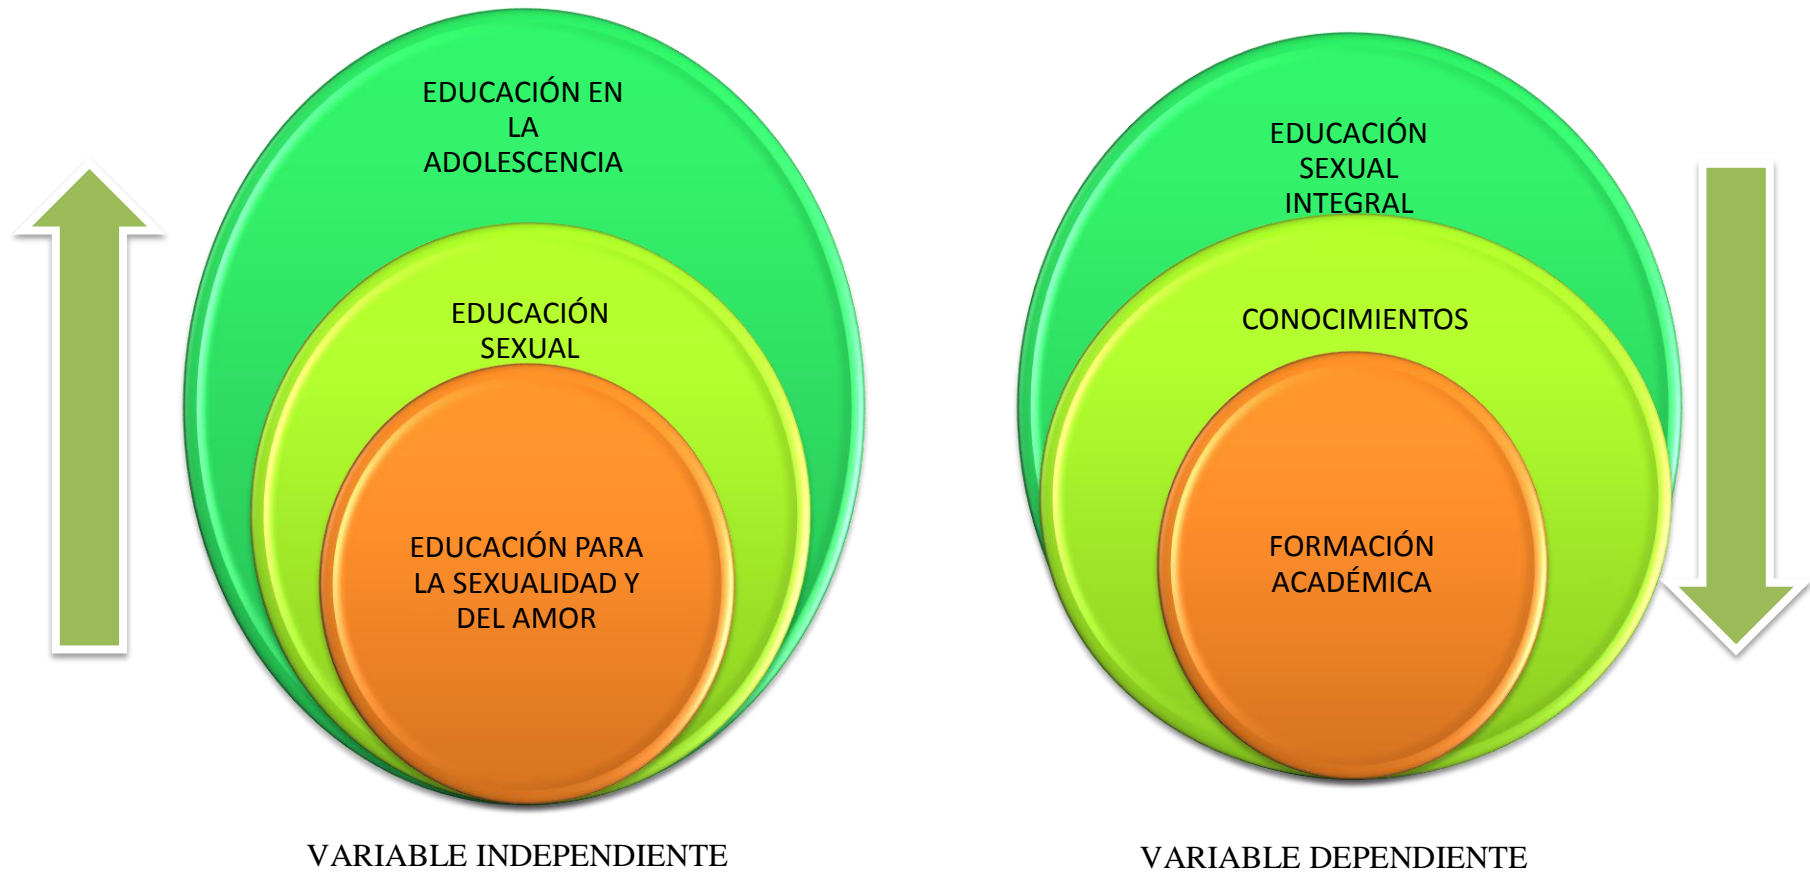 EDUCACIÓN EN
LA
ADOLESCENCIA
EDUCACIÓN
SEXUAL
EDUCACIÓN PARA
LA SEXUALIDAD Y
DEL AMOR
VARIABLE INDEPENDIENTE
EDUCACIÓN
SEXUAL
INTEGRAL
CONOCIMIENTOS
FORMACIÓN
ACADÉMICA
VARIABLE DEPENDIENTE